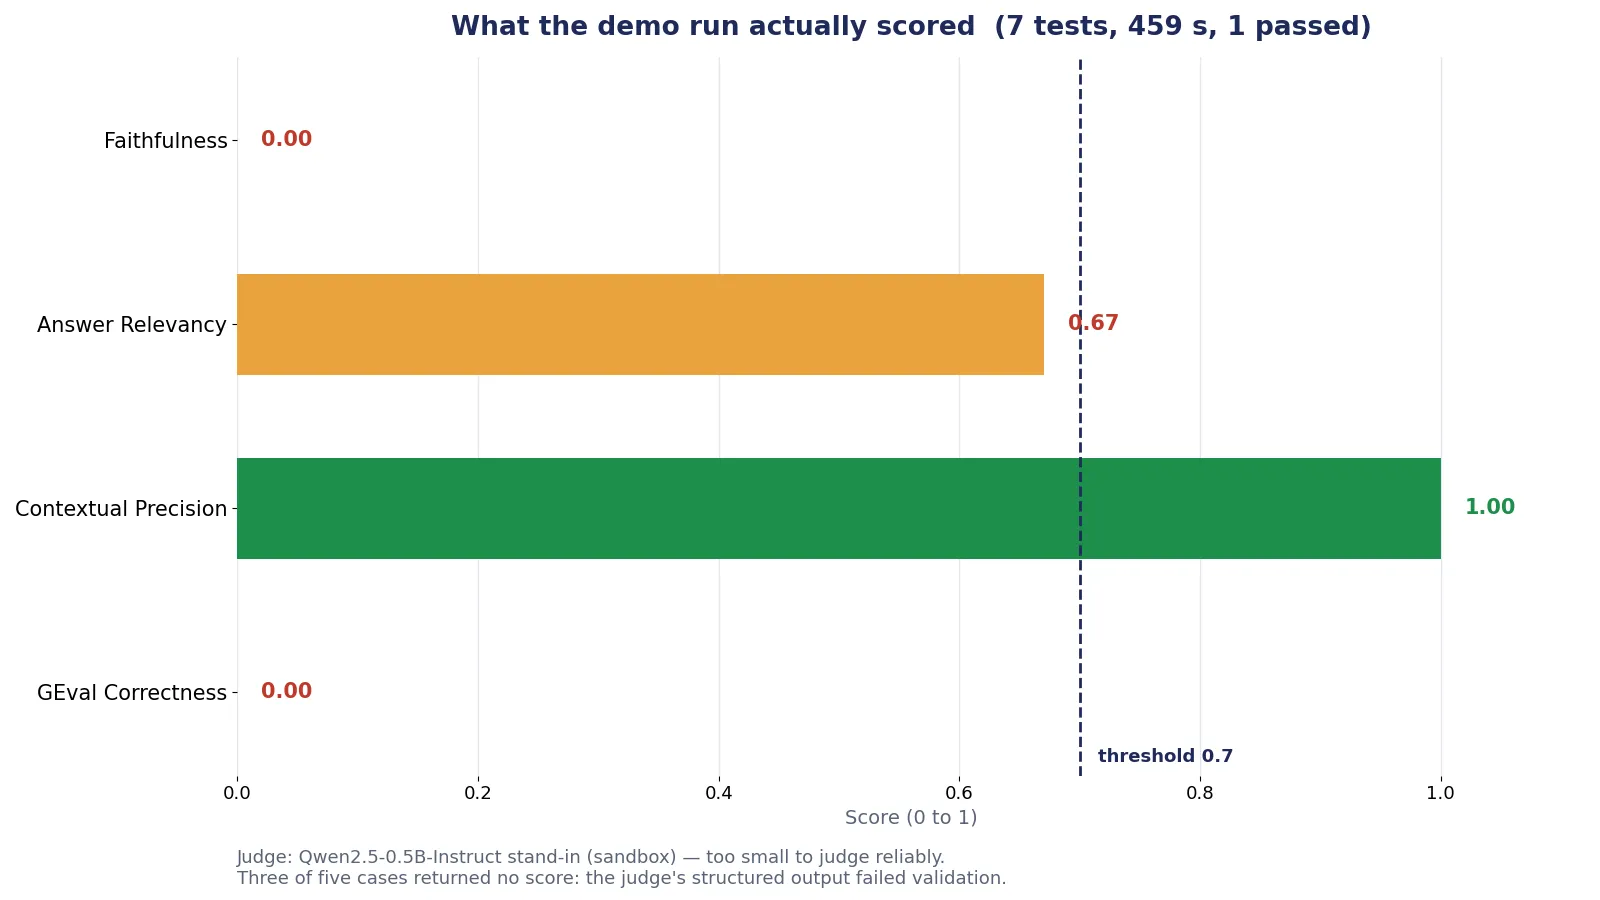 What the demo run actually scored  (7 tests, 459 s, 1 passed)
Faithfulness
0.00
Answer Relevancy
0.67
Contextual Precision
1.00
GEval Correctness
0.00
threshold 0.7
0.0
0.2
0.4
0.6
0.8
1.0
Score (0 to 1)
Judge: Qwen2.5-0.5B-Instruct stand-in (sandbox) — too small to judge reliably.
Three of five cases returned no score: the judge's structured output failed validation.